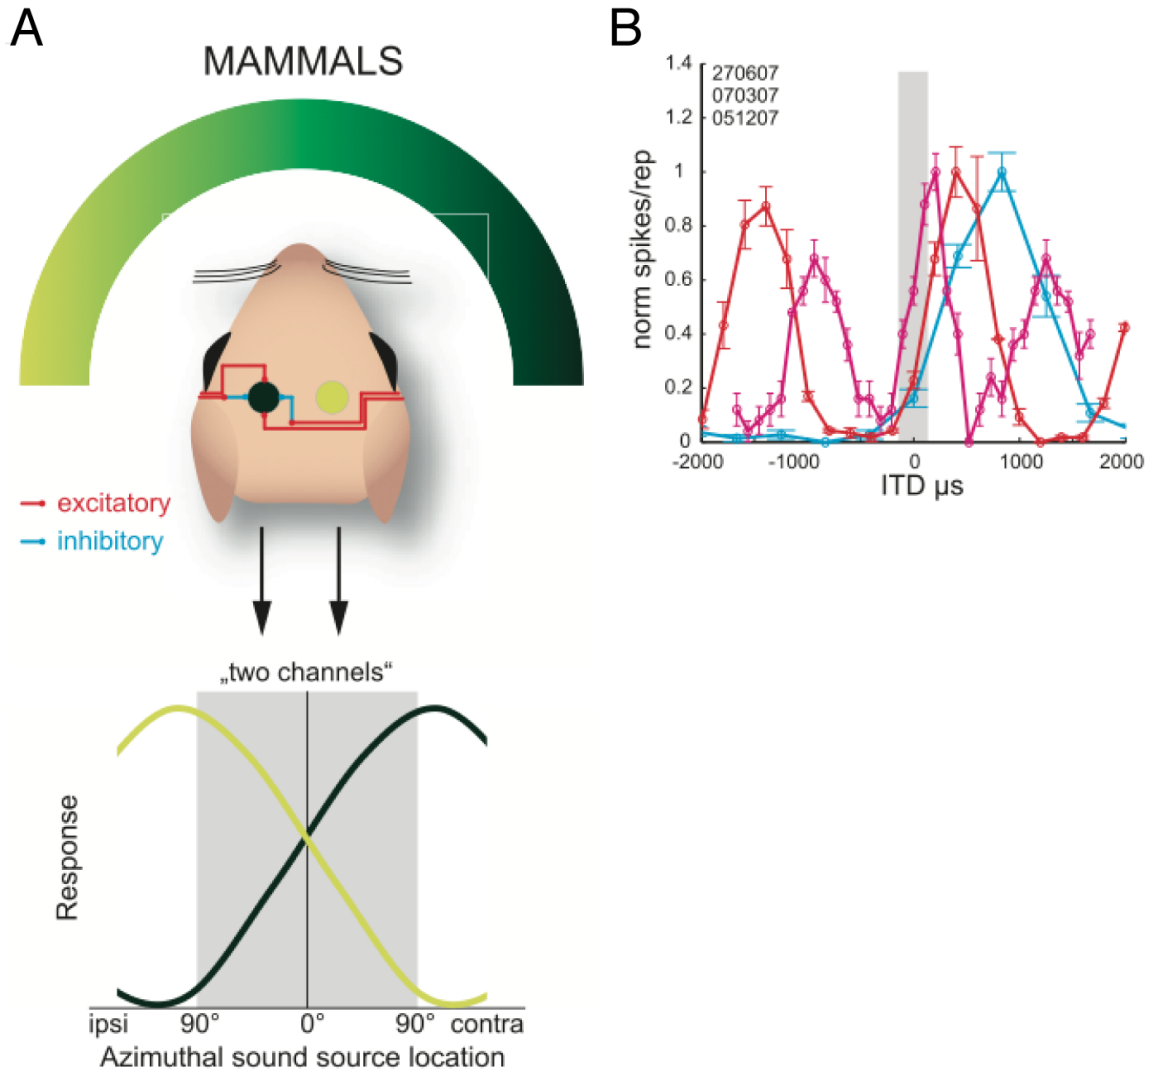 A
MAMMALS
excitatory
inhibitory
„two channels“
Response
ipsi 90° 0° 90° contra
Azimuthal sound source location
B
1.4
1.2
1
0.8
0.6
0.4
0.2
0
270607
070307
051207
norm spikes/rep
-2000 -1000 0 1000 2000
ITD µs